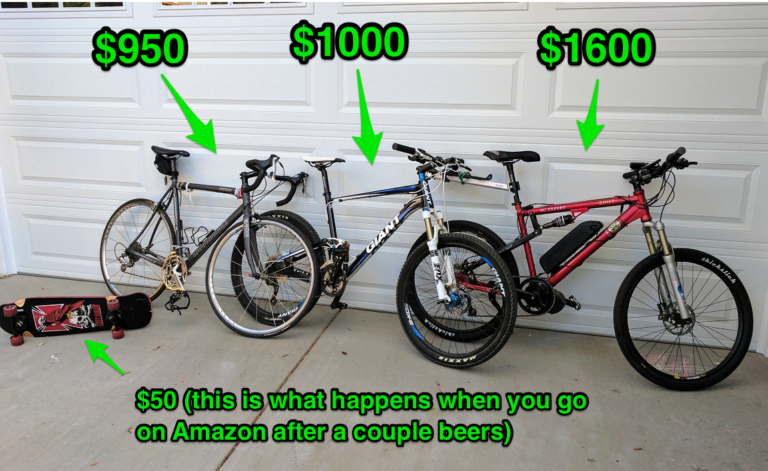 $950
$1000
$1600
GIANT
MAXXIS
$50 (this is what happens when you go
on Amazon after a couple beers)